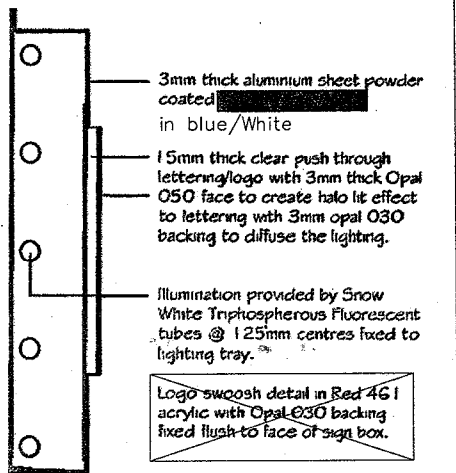 3mm thick aluminium sheet powder
coated
in blue/White
15mm thick clear push through
lettering/logo with 3mm thick Opal
050 face to create halo lit effect
to lettering with 3mm opal 030
backing to diffuse the lighting.
Illumination provided by Snow
White Triphospherous Fluorescent
tubes @ 125mm centres fixed to
lighting tray.
Logo swoosh detail in Red 461
acrylic with Opal 030 backing
fixed flush to face of sign box.